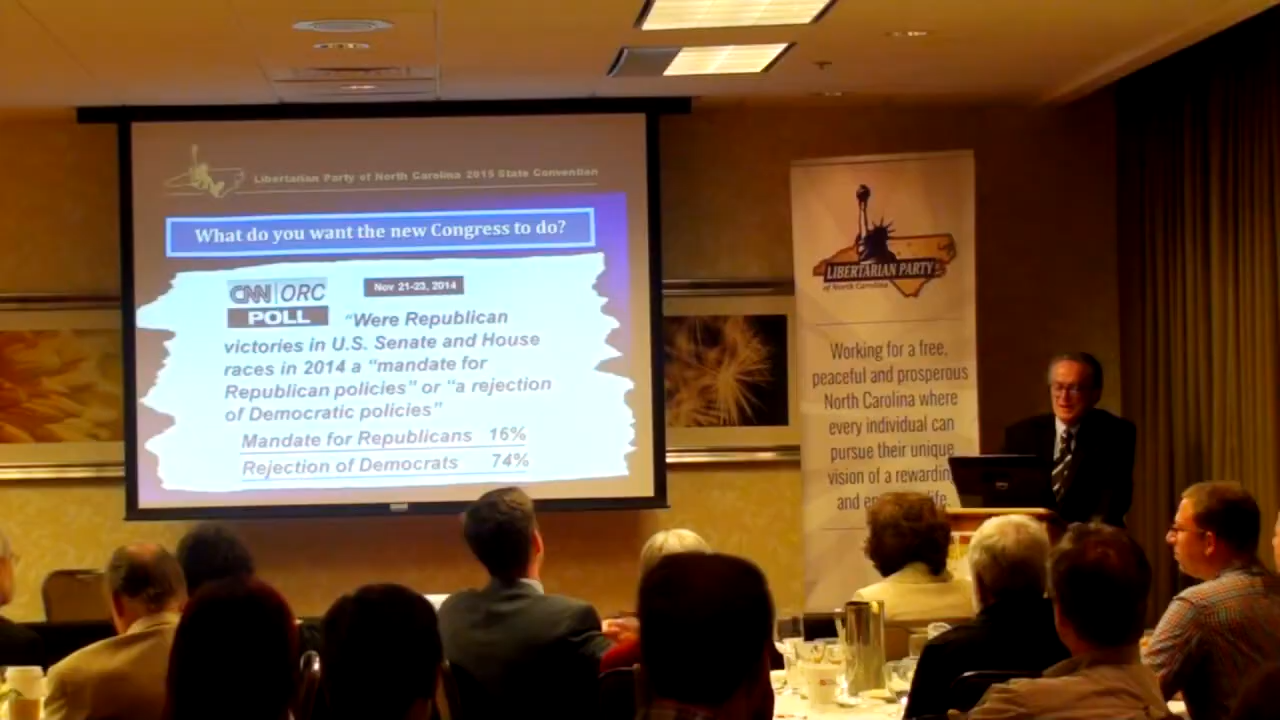 Libertarian Party of North Carolina 2015 State Convention
What do you want the new Congress to do?
CNN ORC
POLL
Nov 21-23, 2014
"Were Republican
victories in U.S. Senate and House
races in 2014 a "mandate for
Republican policies" or "a rejection
of Democratic policies"
Mandate for Republicans 16%
Rejection of Democrats 74%
LIBERTARIAN PARTY
of North Carolina
Working for a free,
peaceful and prosperous
North Carolina where
every individual can
pursue their unique
vision of a rewardin
and life.